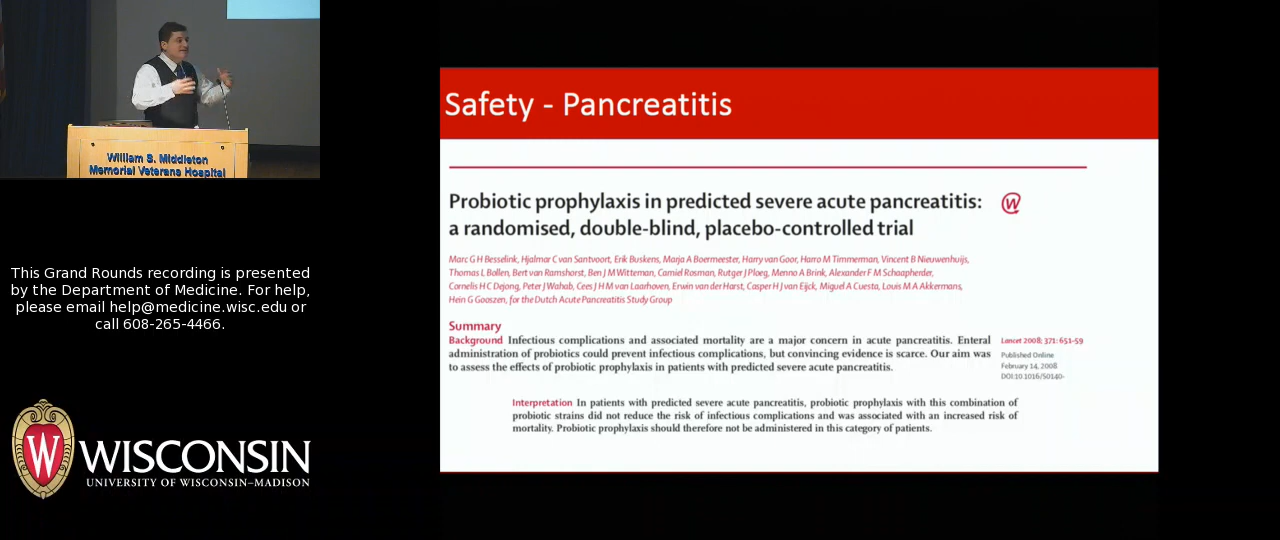 William S. Middleton
Memorial Veterans Hospital
This Grand Rounds recording is presented
by the Department of Medicine. For help,
please email help@medicine.wisc.edu or
call 608-265-4466.
W
WISCONSIN
UNIVERSITY OF WISCONSIN–MADISON
Safety - Pancreatitis
Probiotic prophylaxis in predicted severe acute pancreatitis:
a randomised, double-blind, placebo-controlled trial
W
Marc G H Besselink, Hjalmar C van Santvoort, Erik Buskens, Marja A Boermeester, Harry van Goor, Harro M Timmerman, Vincent B Nieuwenhuijs,
Thomas L Bollen, Bert van Ramshorst, Ben J M Witteman, Camiel Rosman, Rutger J Ploeg, Menno A Brink, Alexander F M Schaapherder,
Cornelis H C Dejong, Peter J Wahab, Cees J H M van Laarhoven, Erwin van der Harst, Casper H J van Eijck, Miguel A Cuesta, Louis M A Akkermans,
Hein G Gooszen, for the Dutch Acute Pancreatitis Study Group
Summary
Background Infectious complications and associated mortality are a major concern in acute pancreatitis. Enteral
administration of probiotics could prevent infectious complications, but convincing evidence is scarce. Our aim was
to assess the effects of probiotic prophylaxis in patients with predicted severe acute pancreatitis.
Lancet 2008; 371: 651-59
Published Online
February 14, 2008
DOI:10.1016/S0140-
Interpretation In patients with predicted severe acute pancreatitis, probiotic prophylaxis with this combination of
probiotic strains did not reduce the risk of infectious complications and was associated with an increased risk of
mortality. Probiotic prophylaxis should therefore not be administered in this category of patients.